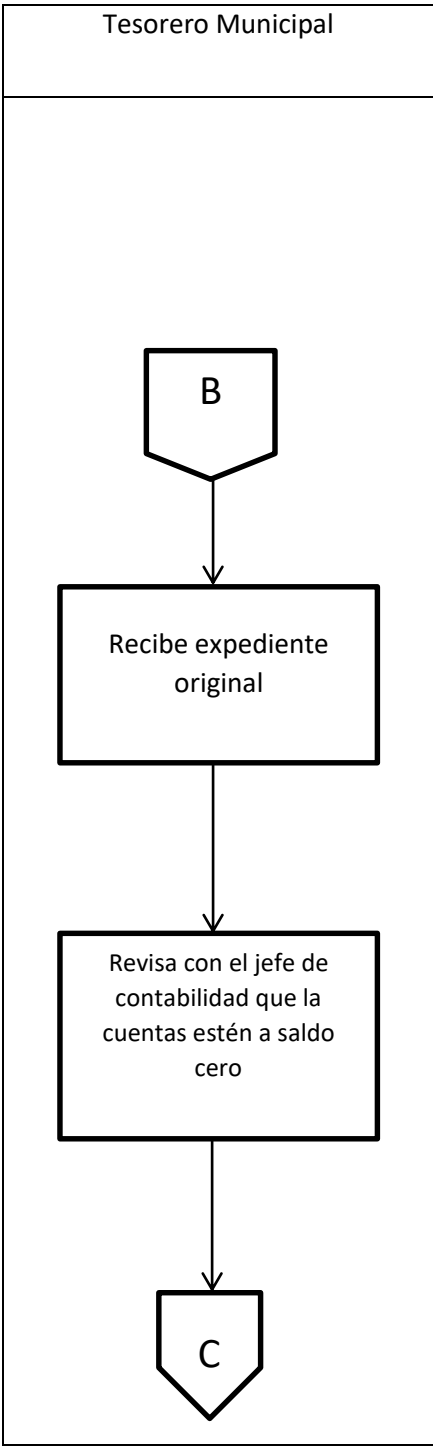 Tesorero Municipal
B
Recibe expediente
original
Revisa con el jefe de
contabilidad que la
cuentas estén a saldo
cero
C